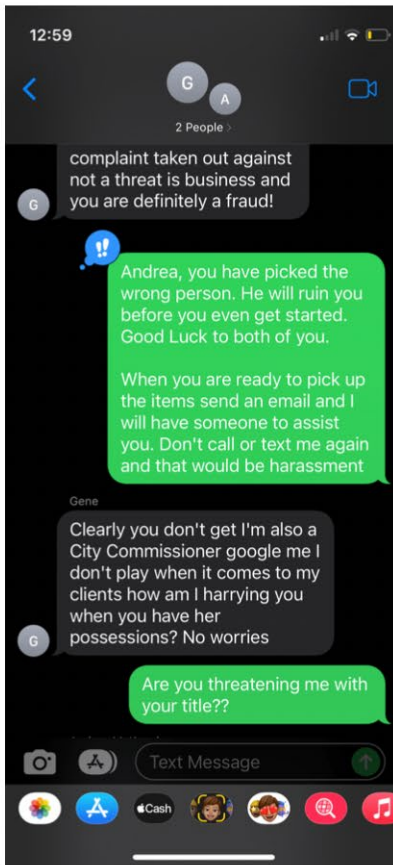 12:59
G
A
2 People >
complaint taken out against
not a threat is business and
you are definitely a fraud!
G
!!
Andrea, you have picked the
wrong person. He will ruin you
before you even get started.
Good Luck to both of you.
When you are ready to pick up
the items send an email and I
will have someone to assist
you. Don't call or text me again
and that would be harassment
Gene
Clearly you don't get I'm also a
City Commissioner google me I
don't play when it comes to my
clients how am I harrying you
when you have her
possessions? No worries
G
Are you threatening me with
your title??
Text Message
Cash